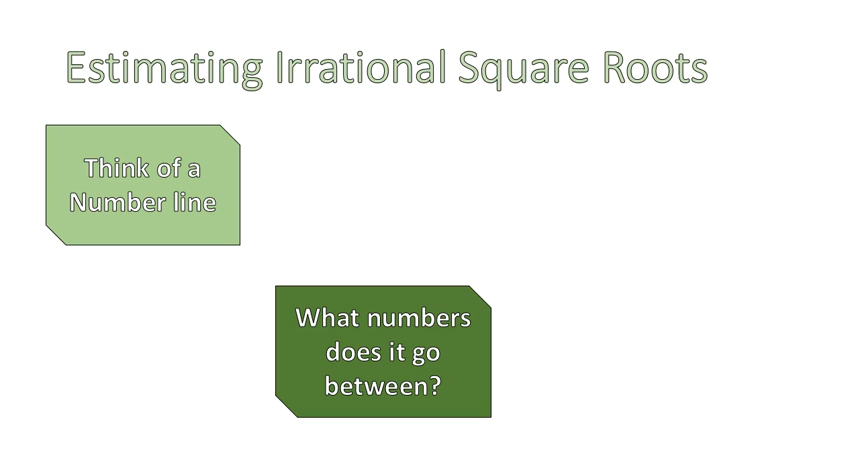 Estimating Irrational Square Roots
Think of a
Number line
What numbers
does it go
between?